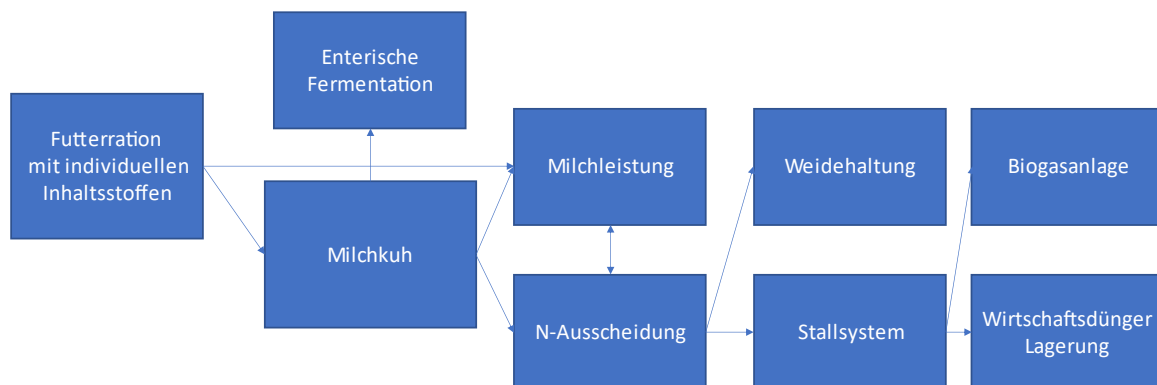 Futterration
mit individuellen
Inhaltsstoffen
Enterische
Fermentation
Milchkuh
Milchleistung
N-Ausscheidung
Weidehaltung
Stallsystem
Biogasanlage
Wirtschaftsdünger
Lagerung